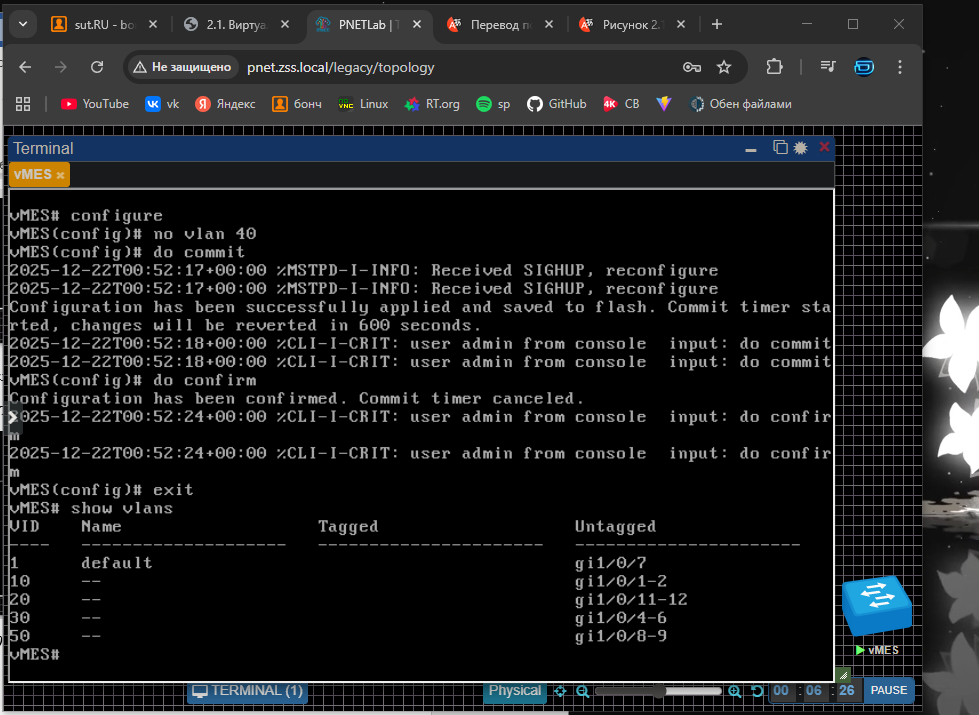 sut.RU - bo
2.1. Вирту
PNETLab | T
Перевод п
Рисунок 2.
Не защищено
pnet.zss.local/legacy/topology
YouTube
vk
Яндекс
бонч
Linux
RT.org
sp
GitHub
4K
СВ
Обен файлами
Terminal
vMES
vMES# configure
vMES(config)# no vlan 40
vMES(config)# do commit
2025-12-22T00:52:17+00:00 %MSTPD-I-INFO: Received SIGHUP, reconfigure
2025-12-22T00:52:17+00:00 %MSTPD-I-INFO: Received SIGHUP, reconfigure
Configuration has been successfully applied and saved to flash. Commit timer sta
rted, changes will be reverted in 600 seconds.
2025-12-22T00:52:18+00:00 %CLI-I-CRIT: user admin from console  input: do commit
2025-12-22T00:52:18+00:00 %CLI-I-CRIT: user admin from console  input: do commit
vMES(config)# do confirm
Configuration has been confirmed. Commit timer canceled.
2025-12-22T00:52:24+00:00 %CLI-I-CRIT: user admin from console  input: do confir
m
2025-12-22T00:52:24+00:00 %CLI-I-CRIT: user admin from console  input: do confir
m
vMES(config)# exit
vMES# show vlans
VID   Name   Tagged   Untagged
----   --------------------   ----------------------   ----------------------
1   default   gi1/0/7
10   --   gi1/0/1-2
20   --   gi1/0/11-12
30   --   gi1/0/4-6
50   --   gi1/0/8-9
vMES#
vMES
TERMINAL (1)
Physical
00 : 06 : 26
PAUSE